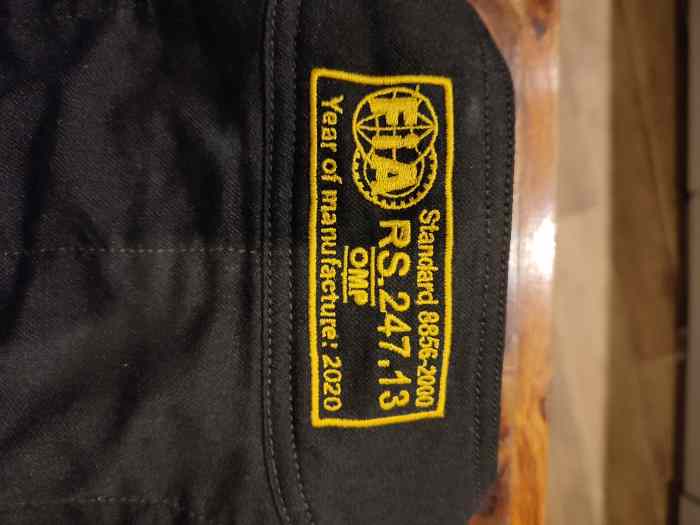 FIA
Standard 8856-2000
RS.247.13
OMP
Year of manufacture: 2020